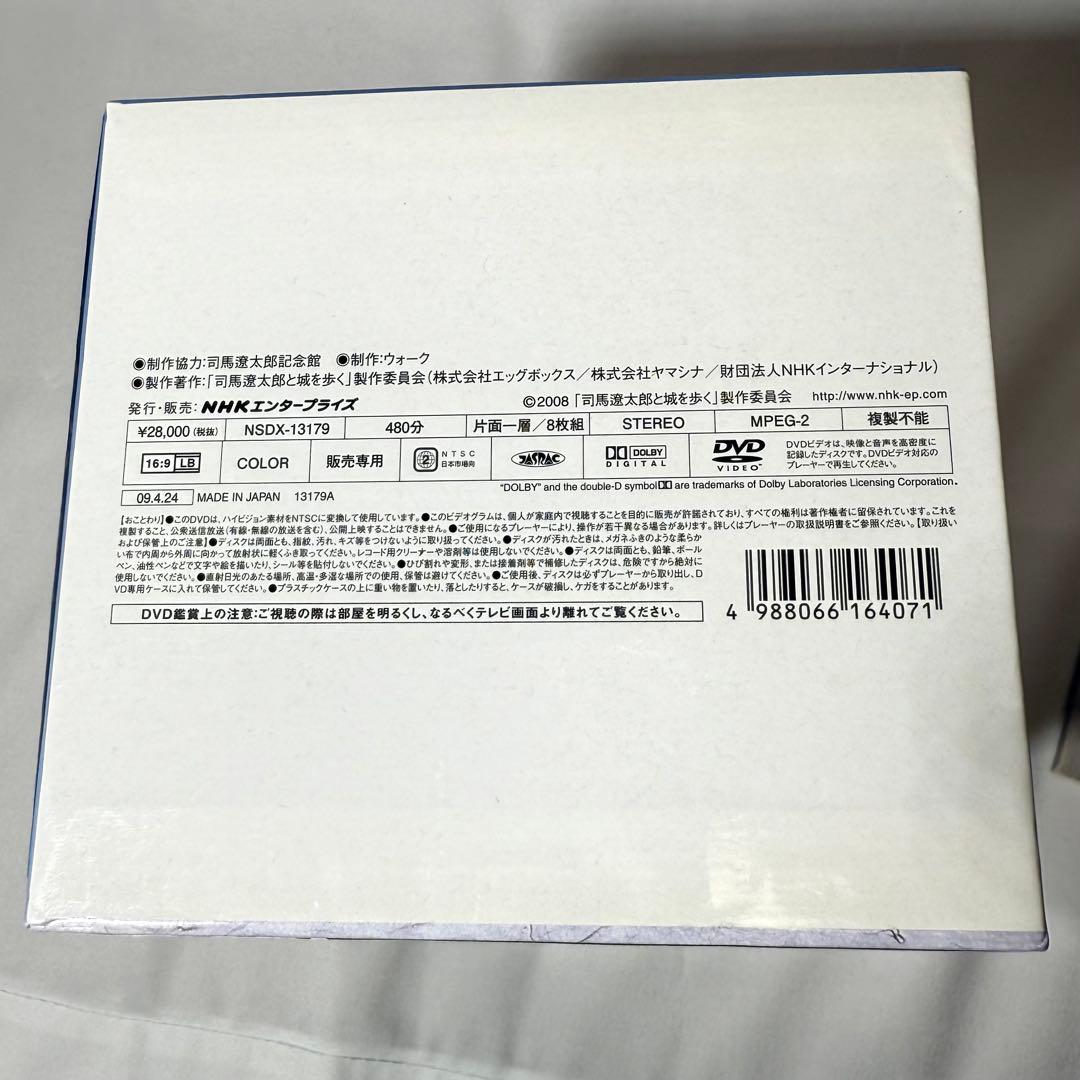 ◉制作協力:司馬遼太郎記念館　◉制作:ウォーク
◉製作著作:「司馬遼太郎と城を歩く」製作委員会(株式会社エッグボックス／株式会社ヤマシナ／財団法人NHKインターナショナル)
発行・販売: NHKエンタープライズ　©2008「司馬遼太郎と城を歩く」製作委員会　http://www.nhk-ep.com
¥28,000(税抜) NSDX-13179 480分 片面一層／8枚組 STEREO MPEG-2 複製不能
16:9 LB COLOR 販売専用 2 NTSC 日本市場向 JASRAC DOLBY DIGITAL DVD VIDEO DVDビデオは、映像と音声を高密度に
記録したディスクです。DVDビデオ対応の
プレーヤーで再生してください。
"DOLBY" and the double-D symbol are trademarks of Dolby Laboratories Licensing Corporation.
09.4.24 MADE IN JAPAN 13179A
【おことわり】●このDVDは、ハイビジョン素材をNTSCに変換して使用しています。●このビデオグラムは、個人が家庭内で視聴することを目的に販売が許諾されており、すべての権利は著作権者に留保されています。これを
複製すること、公衆送信放送(有線・無線の放送を含む)、公開上映することはできません。●ご使用になるプレーヤーにより、操作が若干異なる場合があります。詳しくはプレーヤーの取扱説明書をご参照ください。【取り扱い
および保管上のご注意】●ディスクは両面とも、指紋、汚れ、キズ等をつけないように取り扱ってください。●ディスクが汚れたときは、メガネふきのような柔らか
い布で内周から外周に向かって放射状に軽くふき取ってください。レコード用クリーナーや溶剤等は使用しないでください。●ディスクは両面とも、鉛筆、ボール
ペン、油性ペンなどで文字や絵を描いたり、シール等を貼付しないでください。●ひび割れや変形、または接着剤等で補修したディスクは、危険ですから絶対に
使用しないでください。●直射日光のあたる場所、高温・多湿な場所での使用、保管は避けてください。●ご使用後、ディスクは必ずプレーヤーから取り出し、D
VD専用ケースに入れて保管してください。●プラスチックケースの上に重い物を置いたり、落としたりすると、ケースが破損し、ケガをすることがあります。
DVD鑑賞上の注意:ご視聴の際は部屋を明るくし、なるべくテレビ画面より離れてご覧ください。
4 988066 164071